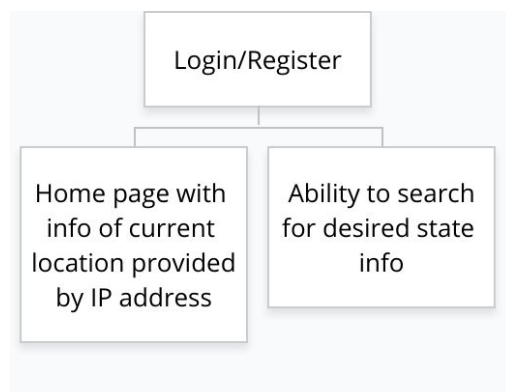 Login/Register
Home page with
info of current
location provided
by IP address
Ability to search
for desired state
info